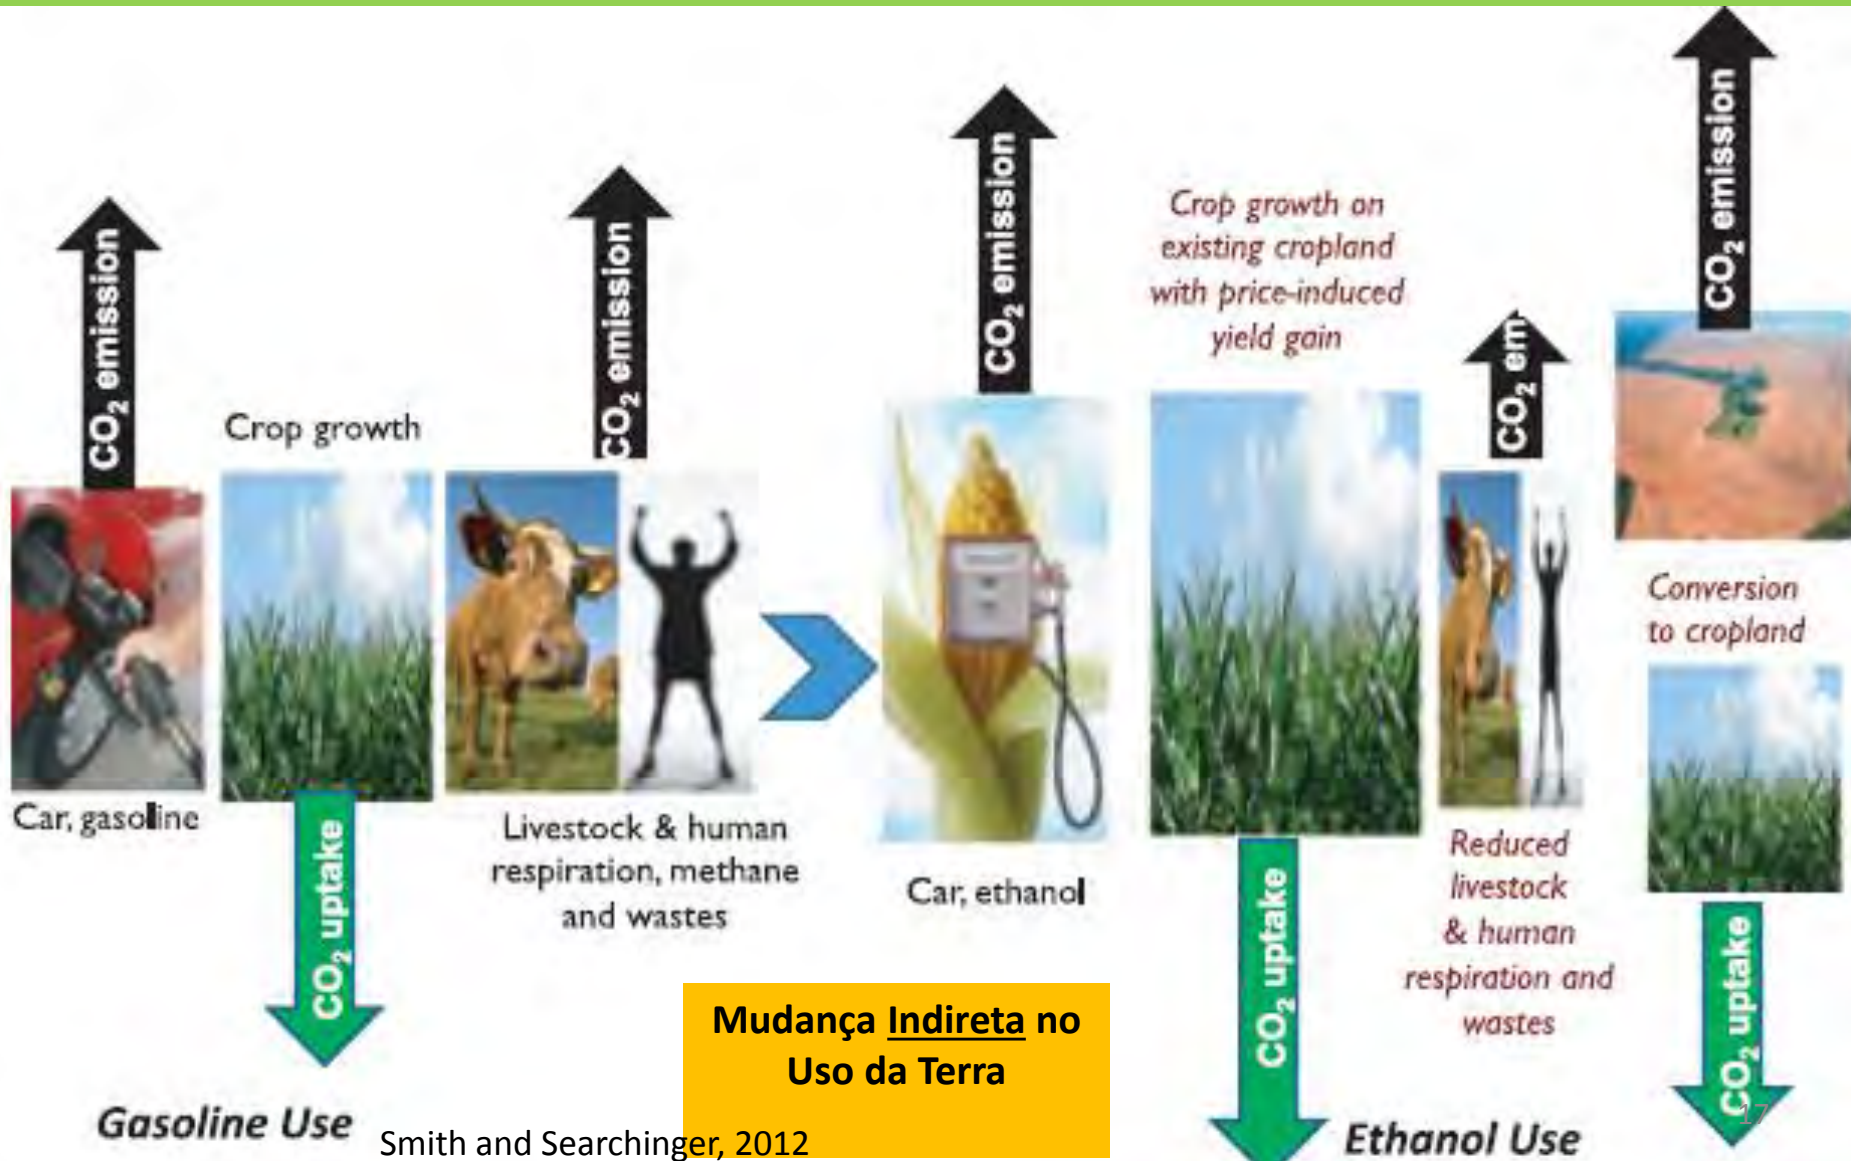 CO₂ emission
Crop growth
CO₂ emission
Car, gasoline
CO₂ uptake
Livestock & human
respiration, methane
and wastes
Gasoline Use
Smith and Searchinger, 2012
Mudança Indireta no
Uso da Terra
CO₂ emission
Car, ethanol
Crop growth on
existing cropland
with price-induced
yield gain
CO₂ uptake
CO₂ em
Reduced
livestock
& human
respiration and
wastes
CO₂ emission
Conversion
to cropland
CO₂ uptake
Ethanol Use
17